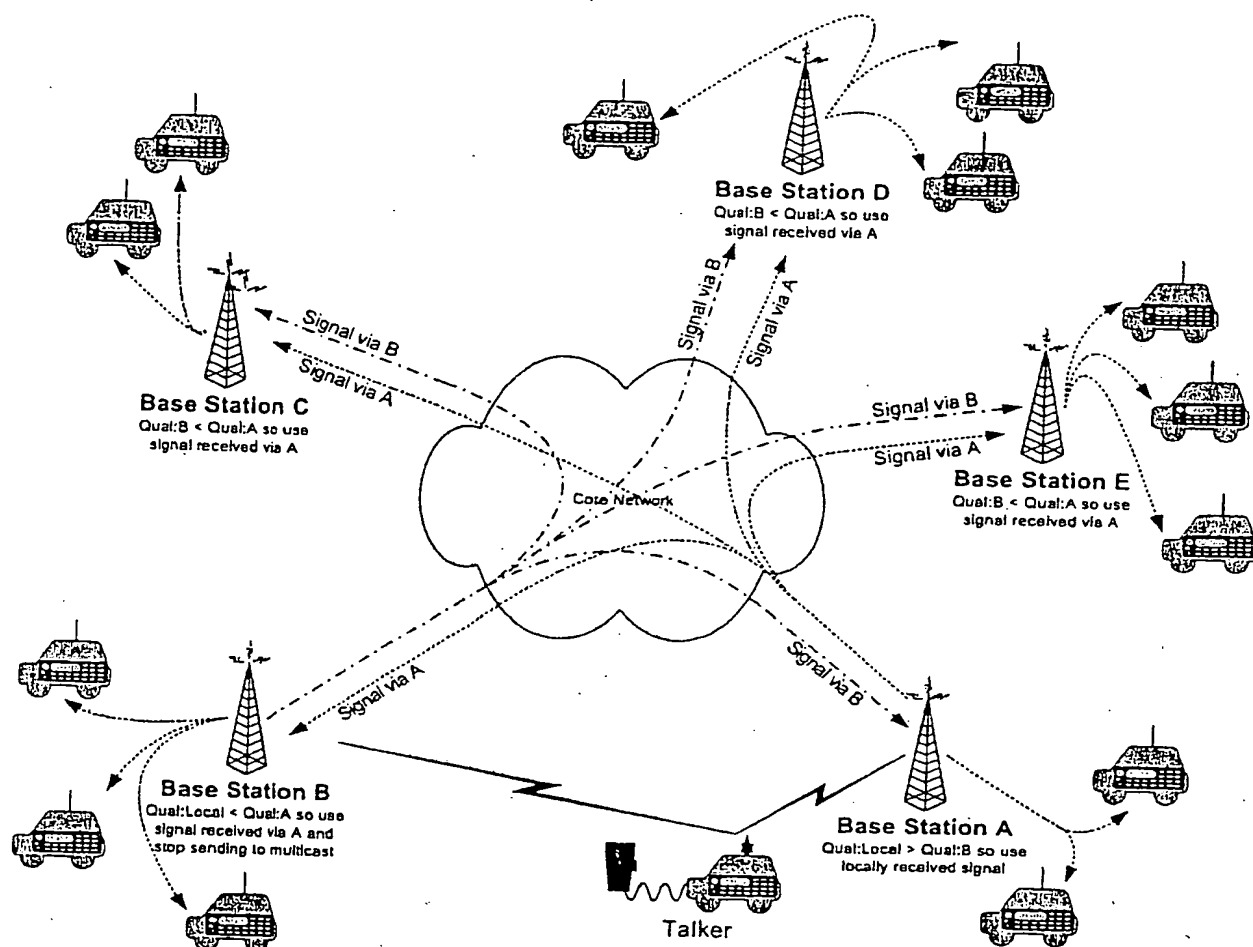 Base Station D
Qual:B < Qual:A so use
signal received via A
Signal via B
Signal via A
Signal via B
Signal via A
Base Station C
Qual:B < Qual:A so use
signal received via A
Signal via B
Signal via A
Base Station E
Qual:B < Qual:A so use
signal received via A
Core Network
Signal via A
Signal via B
Base Station B
Qual:Local < Qual:A so use
signal received via A and
stop sending to multicast
Base Station A
Qual:Local > Qual:B so use
locally received signal
Talker